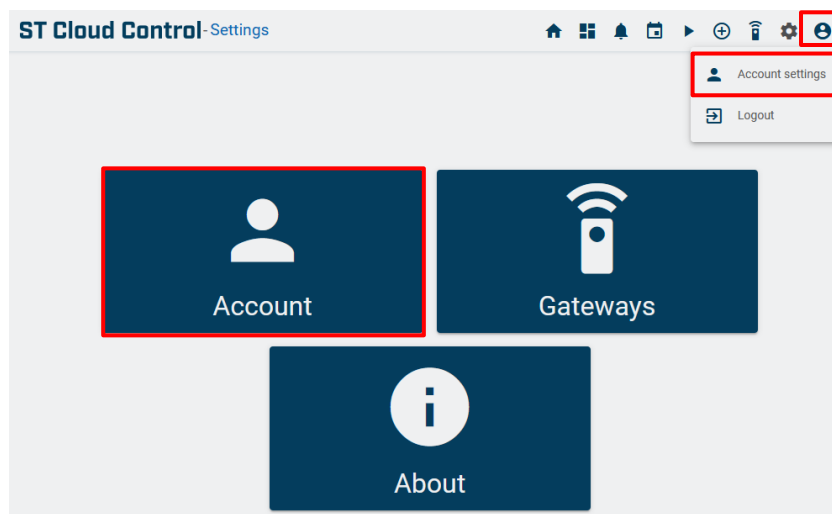 ST Cloud Control - Settings
Account settings
Logout
Account
Gateways
About